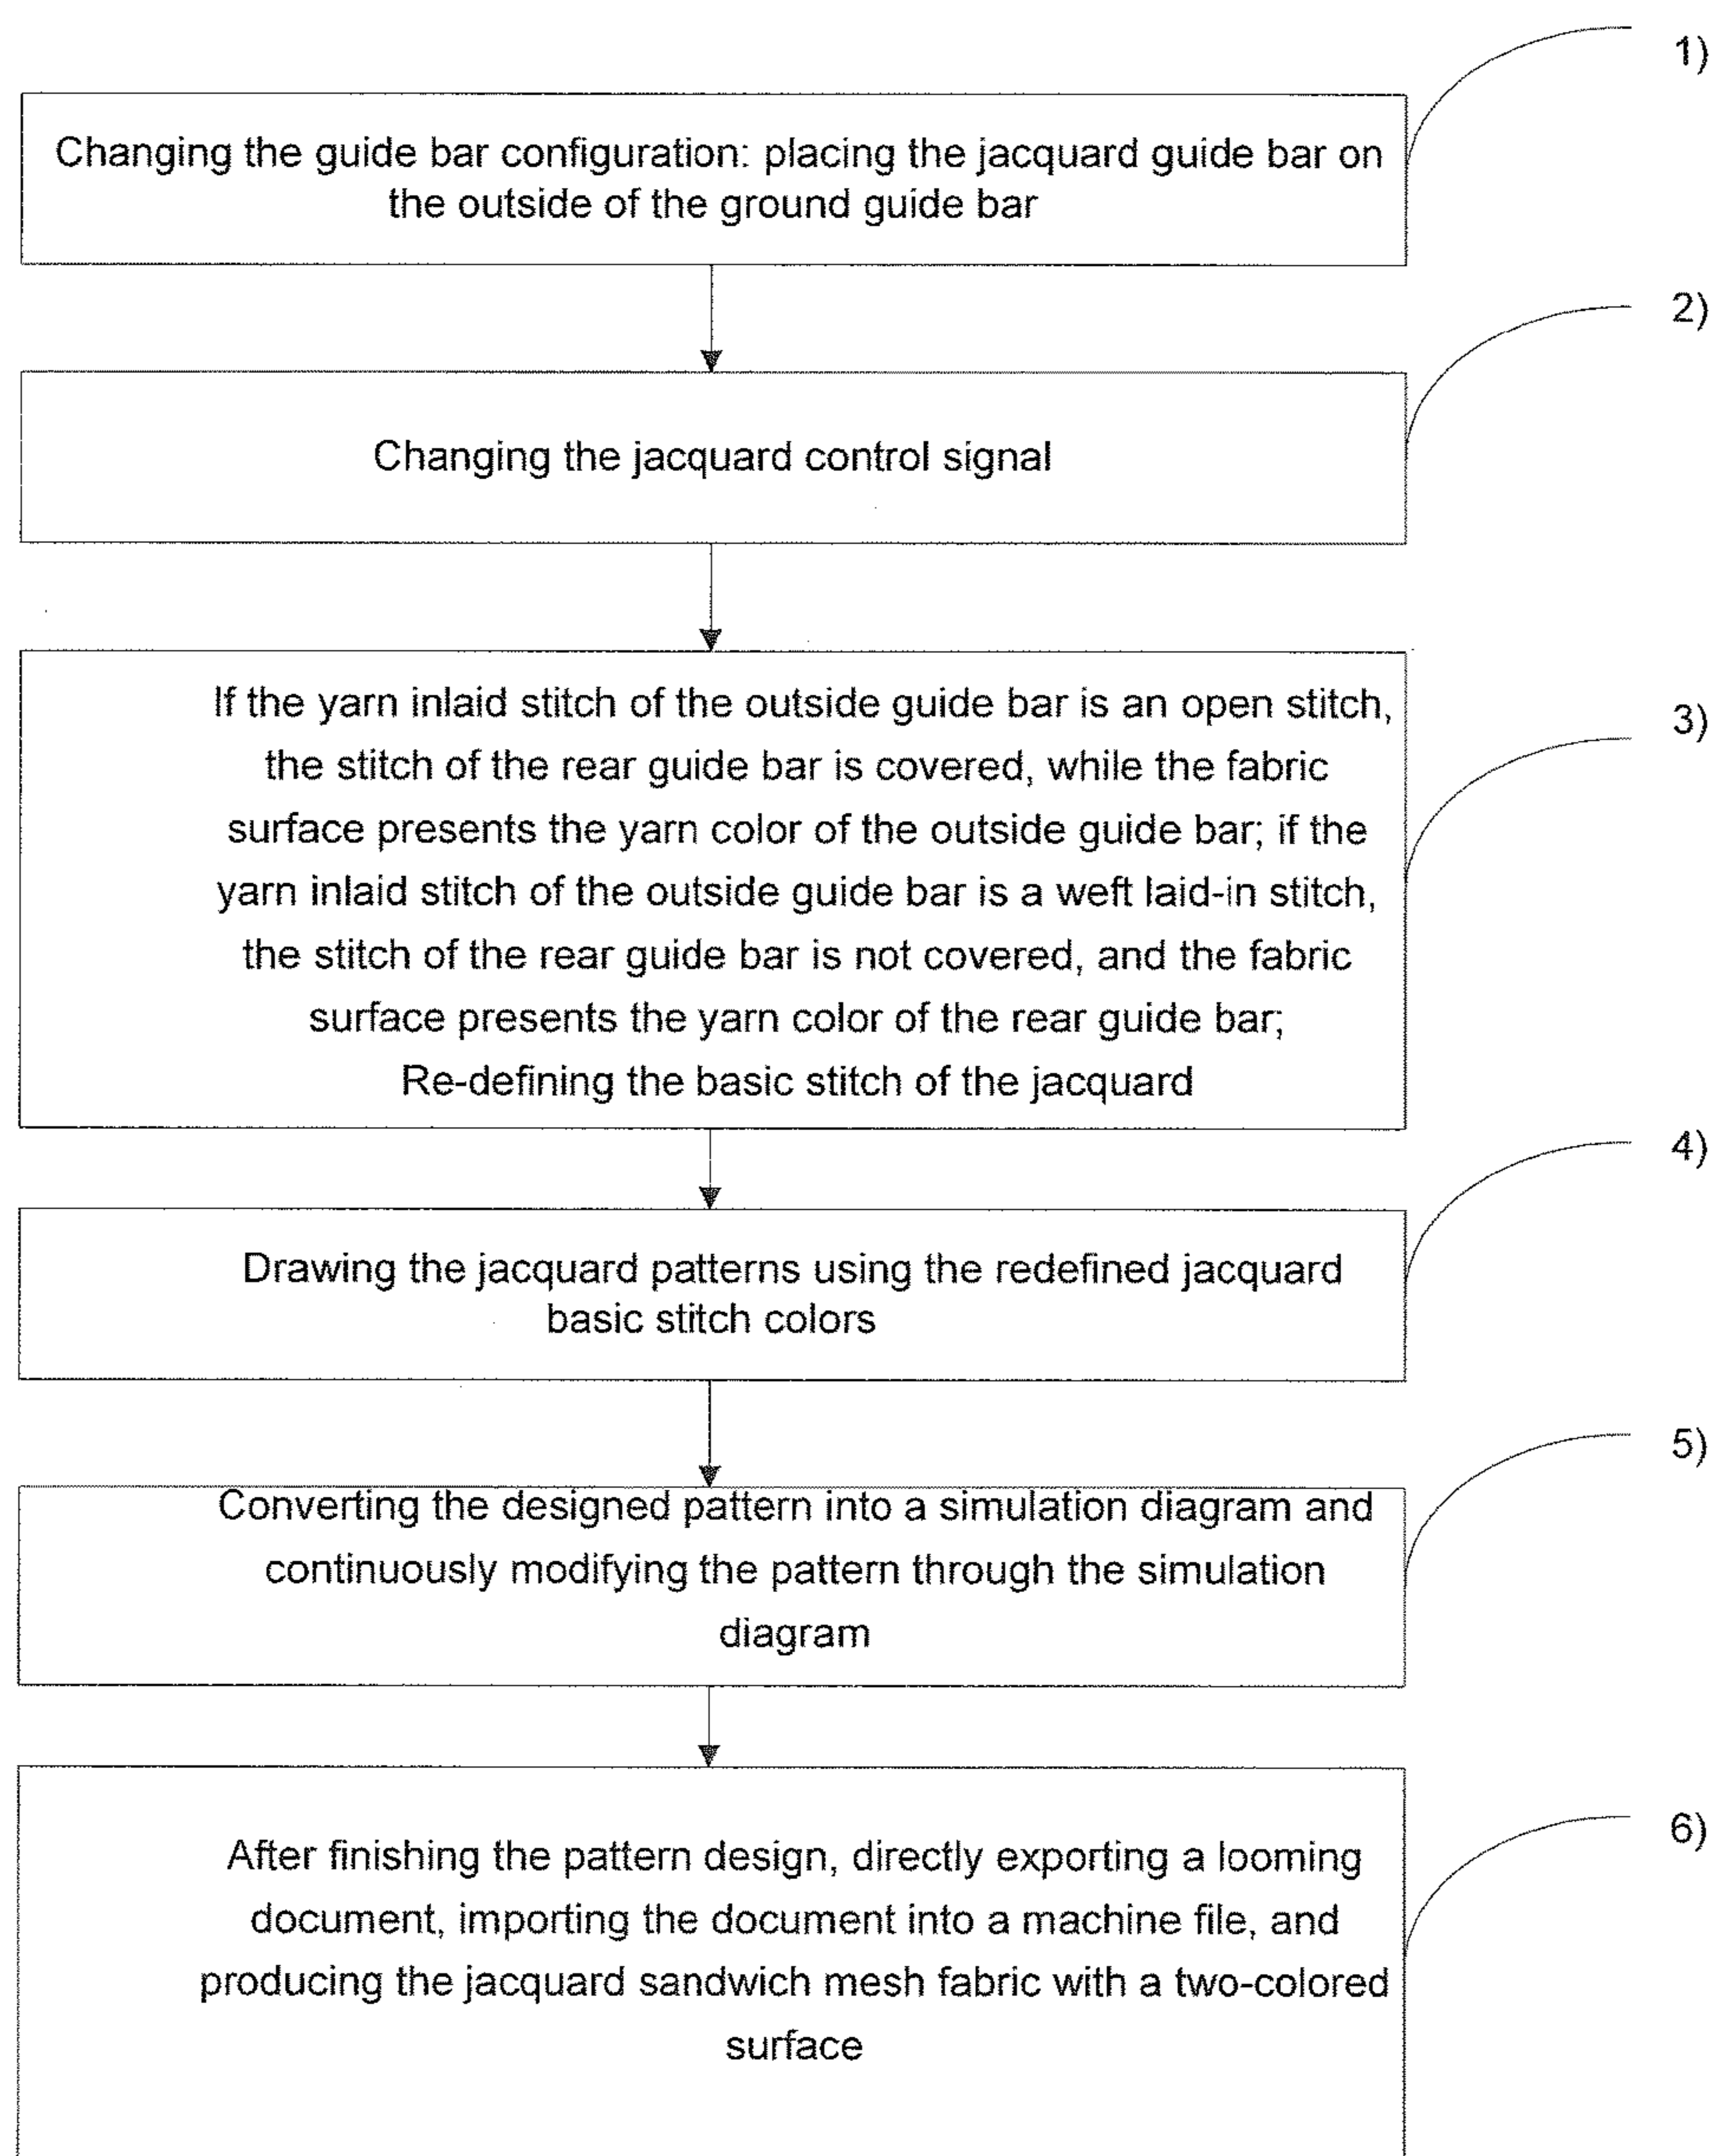 1)
Changing the guide bar configuration: placing the jacquard guide bar on
the outside of the ground guide bar
2)
Changing the jacquard control signal
3)
If the yarn inlaid stitch of the outside guide bar is an open stitch,
the stitch of the rear guide bar is covered, while the fabric
surface presents the yarn color of the outside guide bar; if the
yarn inlaid stitch of the outside guide bar is a weft laid-in stitch,
the stitch of the rear guide bar is not covered, and the fabric
surface presents the yarn color of the rear guide bar;
Re-defining the basic stitch of the jacquard
4)
Drawing the jacquard patterns using the redefined jacquard
basic stitch colors
5)
Converting the designed pattern into a simulation diagram and
continuously modifying the pattern through the simulation
diagram
6)
After finishing the pattern design, directly exporting a looming
document, importing the document into a machine file, and
producing the jacquard sandwich mesh fabric with a two-colored
surface